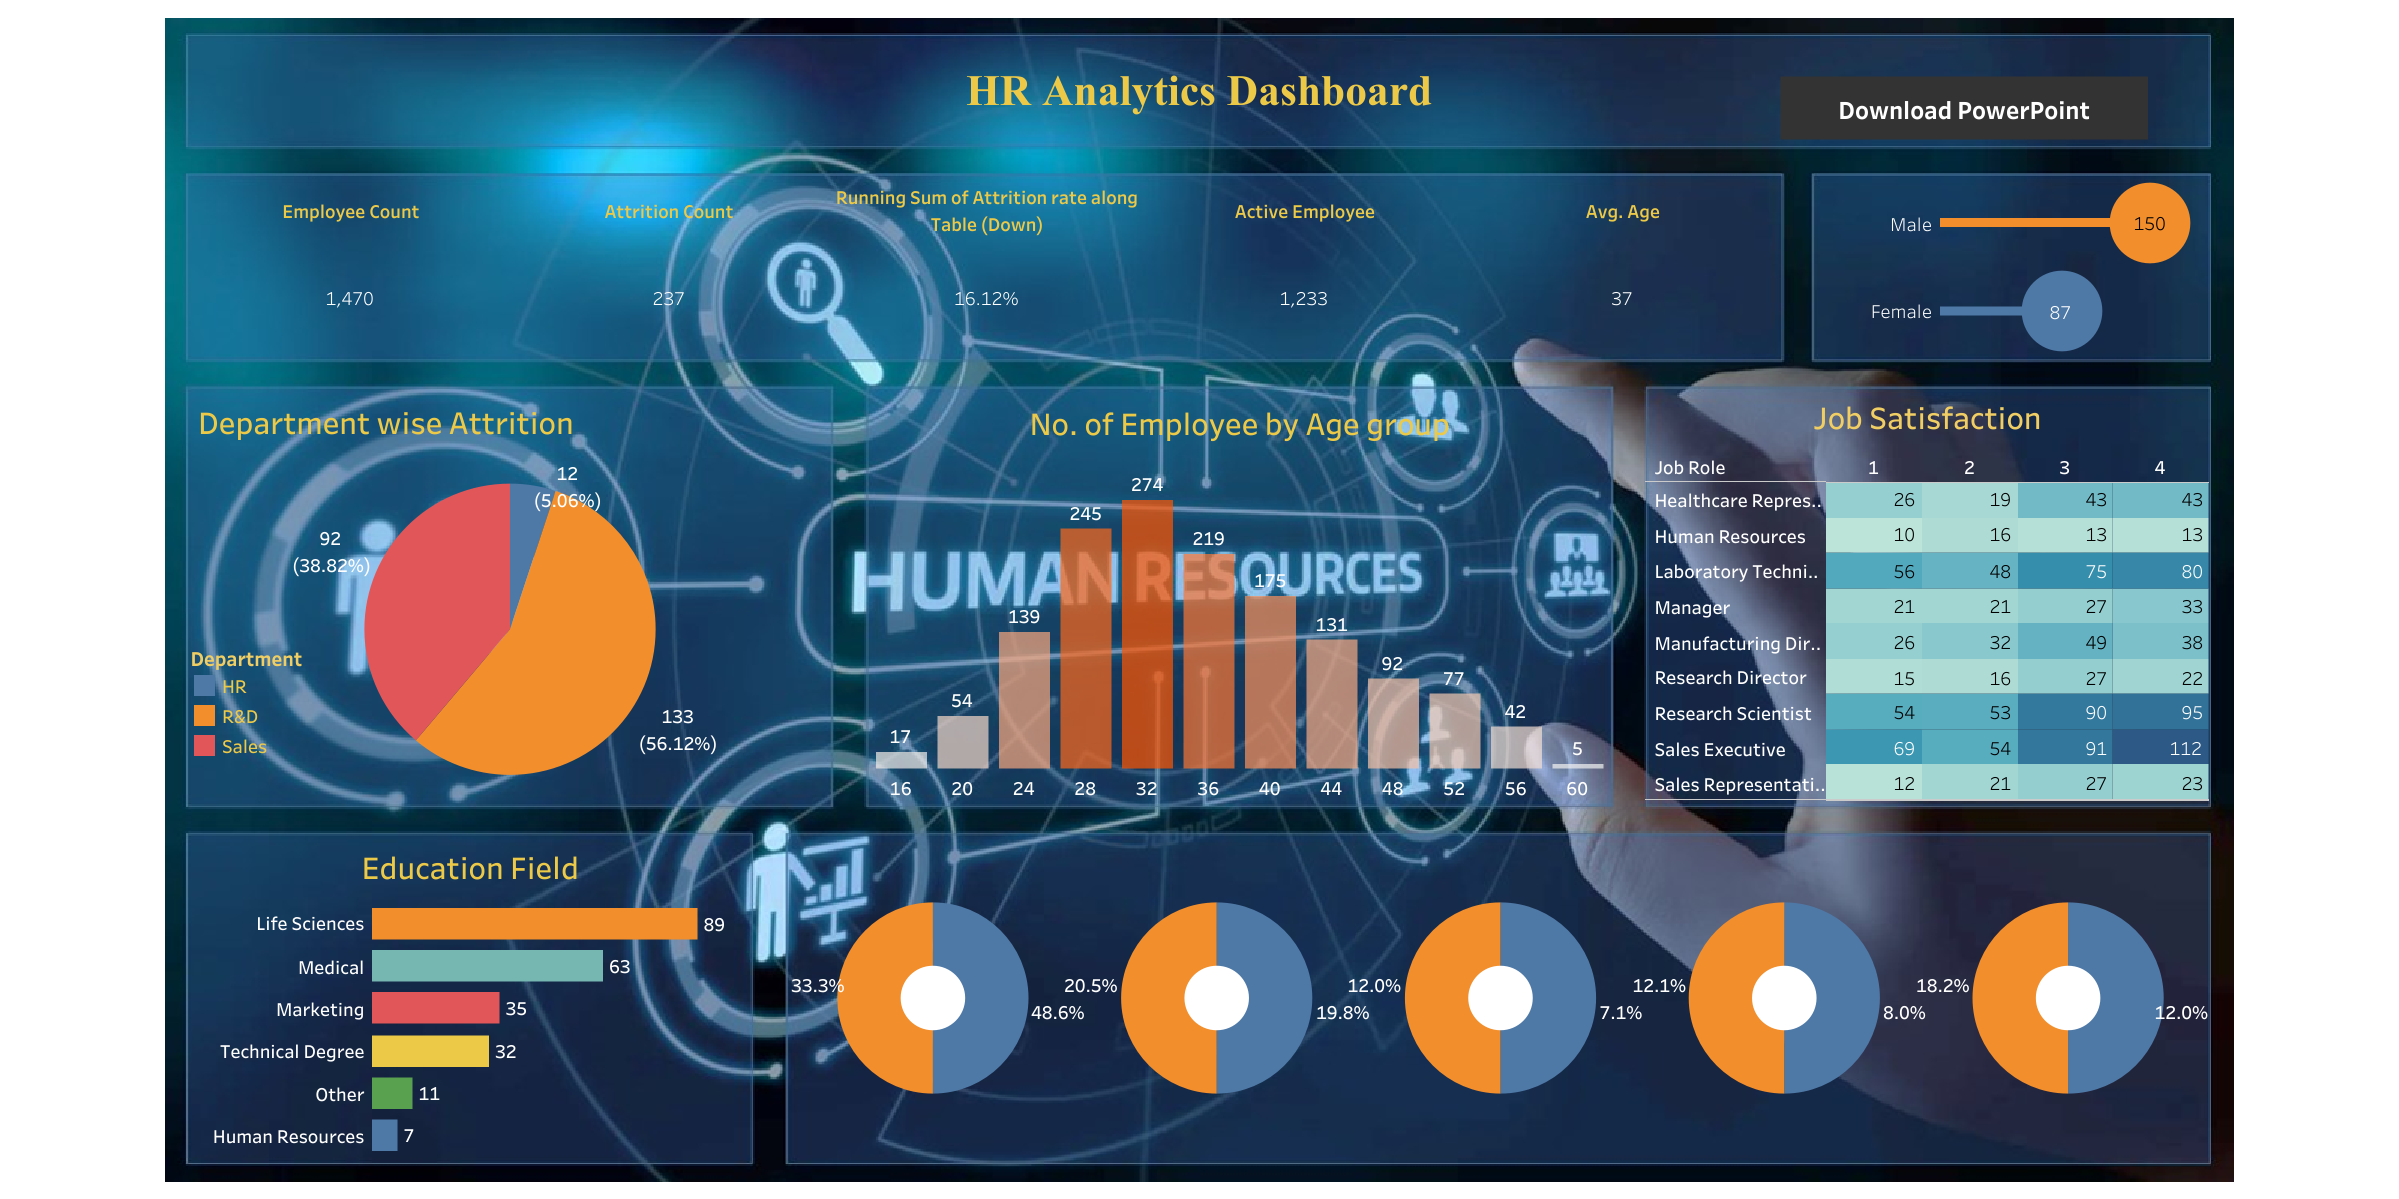 HR Analytics Dashboard
Download PowerPoint
Employee Count
Attrition Count
Running Sum of Attrition rate along
Table (Down)
Active Employee
Avg. Age
1,470
237
16.12%
1,233
37
Male
150
Female
87
Department wise Attrition
12
(5.06%)
92
(38.82%)
133
(56.12%)
Department
HR
R&D
Sales
No. of Employee by Age group
HUMAN RESOURCES
17
54
139
245
274
219
175
131
92
77
42
5
16 20 24 28 32 36 40 44 48 52 56 60
Job Satisfaction
Job Role 1 2 3 4
Healthcare Repres.. 26 19 43 43
Human Resources 10 16 13 13
Laboratory Techni.. 56 48 75 80
Manager 21 21 27 33
Manufacturing Dir.. 26 32 49 38
Research Director 15 16 27 22
Research Scientist 54 53 90 95
Sales Executive 69 54 91 112
Sales Representati.. 12 21 27 23
Education Field
Life Sciences 89
Medical 63
Marketing 35
Technical Degree 32
Other 11
Human Resources 7
33.3%
48.6%
20.5%
19.8%
12.0%
7.1%
12.1%
8.0%
18.2%
12.0%